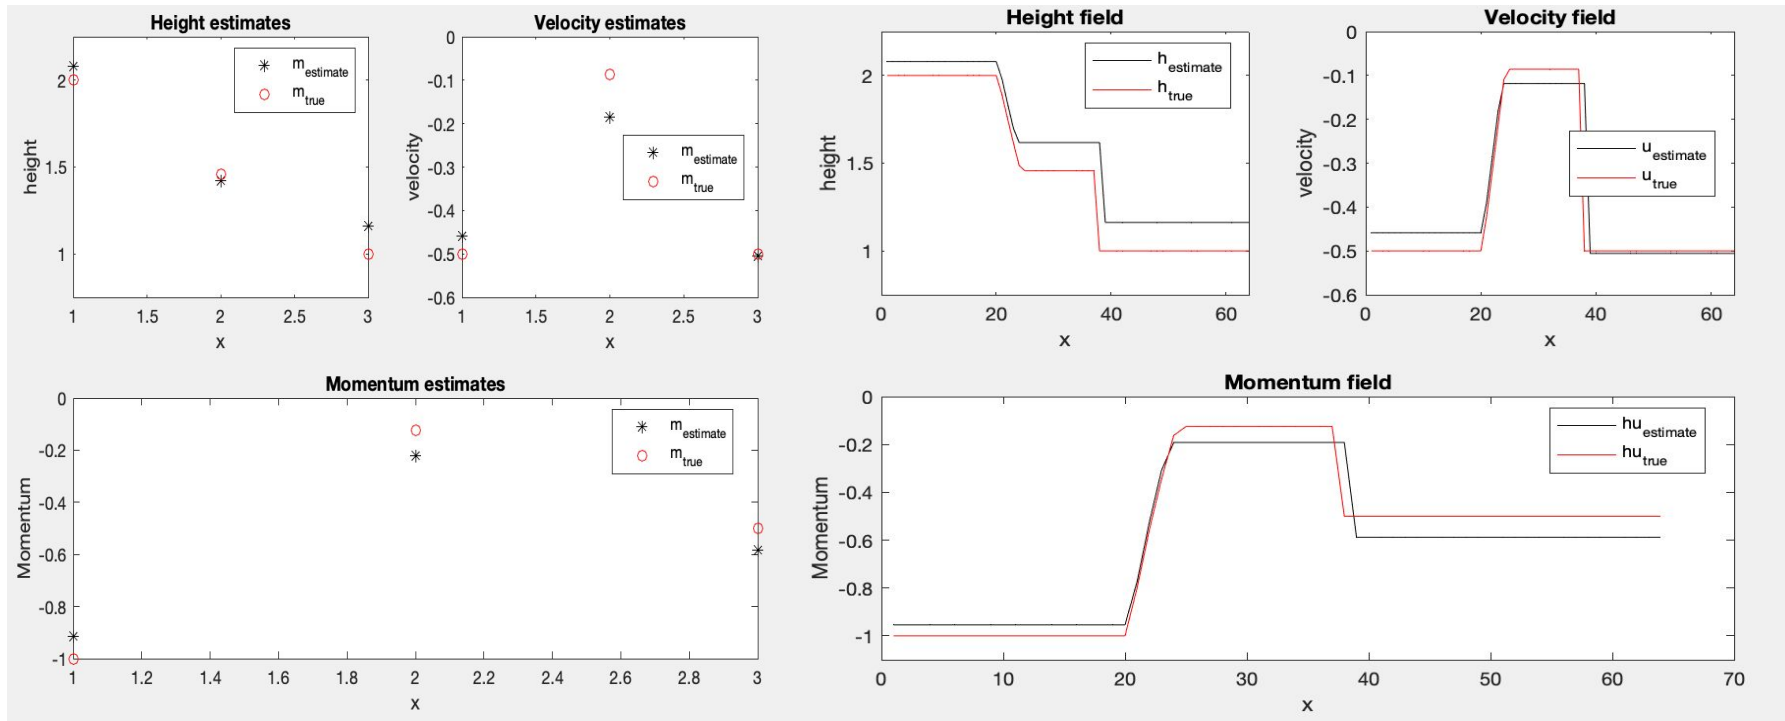 Height estimates
2
1.5
1
height
1
1.5
2
2.5
3
x
m_estimate
m_true
Velocity estimates
0
-0.1
-0.2
-0.3
-0.4
-0.5
-0.6
velocity
1
1.5
2
2.5
3
x
m_estimate
m_true
Height field
2
1.5
1
height
0
20
40
60
x
h_estimate
h_true
Velocity field
0
-0.1
-0.2
-0.3
-0.4
-0.5
-0.6
velocity
0
20
40
60
x
u_estimate
u_true
Momentum estimates
0
-0.2
-0.4
-0.6
-0.8
-1
Momentum
1
1.2
1.4
1.6
1.8
2
2.2
2.4
2.6
2.8
3
x
m_estimate
m_true
Momentum field
0
-0.2
-0.4
-0.6
-0.8
-1
Momentum
0
10
20
30
40
50
60
70
x
hu_estimate
hu_true